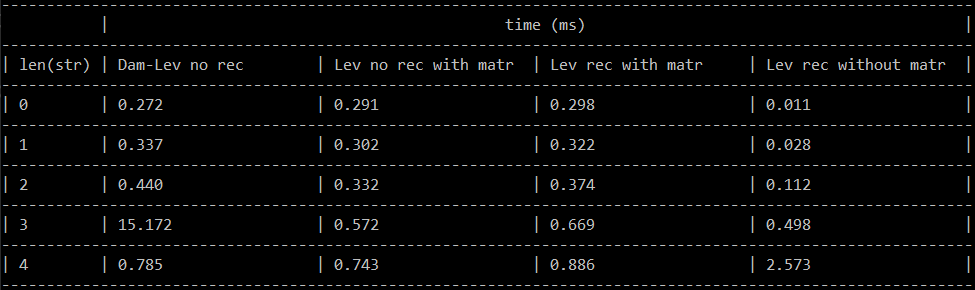 time (ms)
len(str) Dam-Lev no rec Lev no rec with matr Lev rec with matr Lev rec without matr
0 0.272 0.291 0.298 0.011
1 0.337 0.302 0.322 0.028
2 0.440 0.332 0.374 0.112
3 15.172 0.572 0.669 0.498
4 0.785 0.743 0.886 2.573